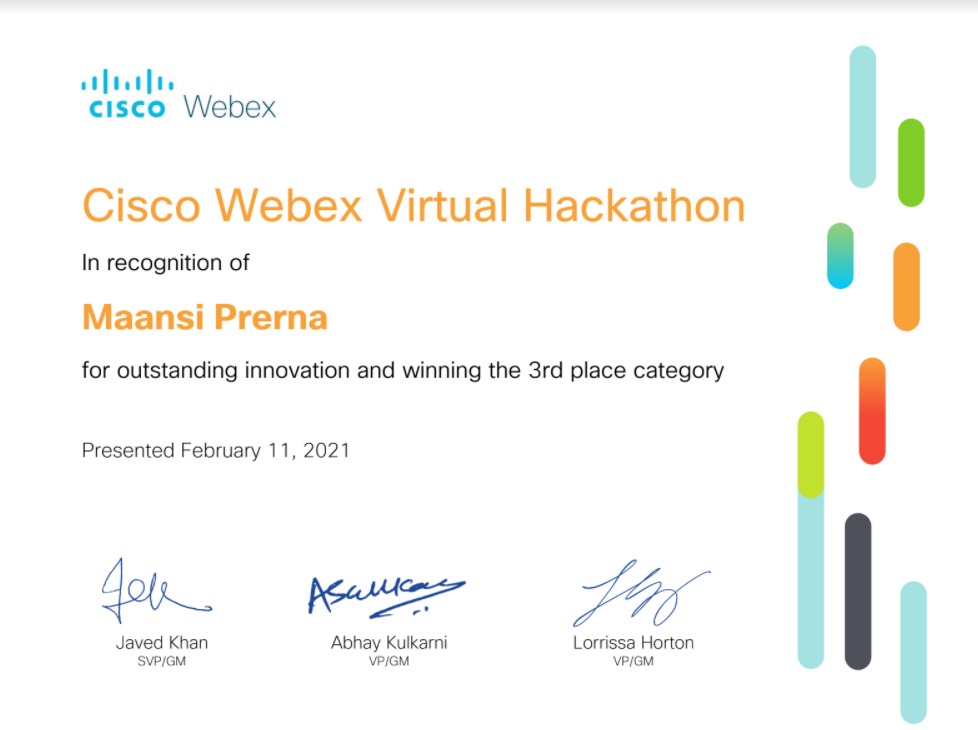 CISCO Webex
Cisco Webex Virtual Hackathon
In recognition of
Maansi Prerna
for outstanding innovation and winning the 3rd place category
Presented February 11, 2021
Javed Khan
SVP/GM
Abhay Kulkarni
VP/GM
Lorrissa Horton
VP/GM